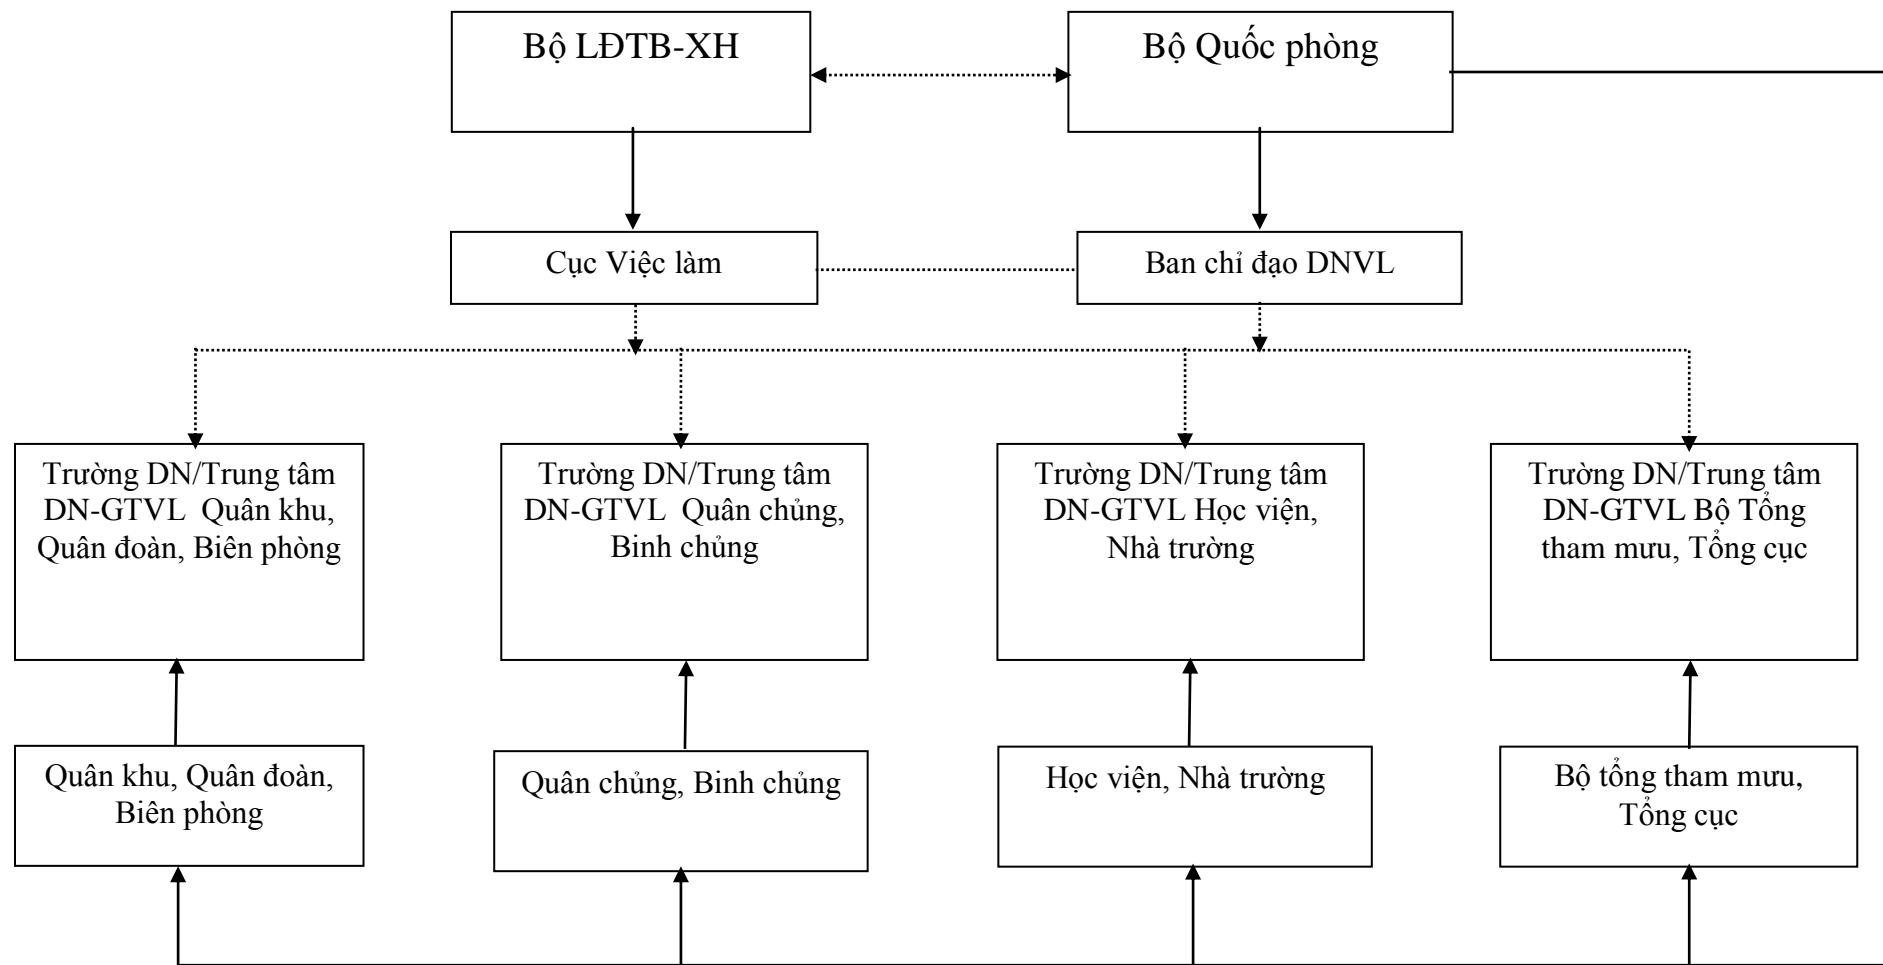 Bộ LĐTB-XH
Bộ Quốc phòng
Cục Việc làm
Ban chỉ đạo DNVL
Trường DN/Trung tâm
DN-GTVL Quân khu,
Quân đoàn, Biên phòng
Trường DN/Trung tâm
DN-GTVL Quân chủng,
Binh chủng
Trường DN/Trung tâm
DN-GTVL Học viện,
Nhà trường
Trường DN/Trung tâm
DN-GTVL Bộ Tổng
tham mưu, Tổng cục
Quân khu, Quân đoàn,
Biên phòng
Quân chủng, Binh chủng
Học viện, Nhà trường
Bộ tổng tham mưu,
Tổng cục